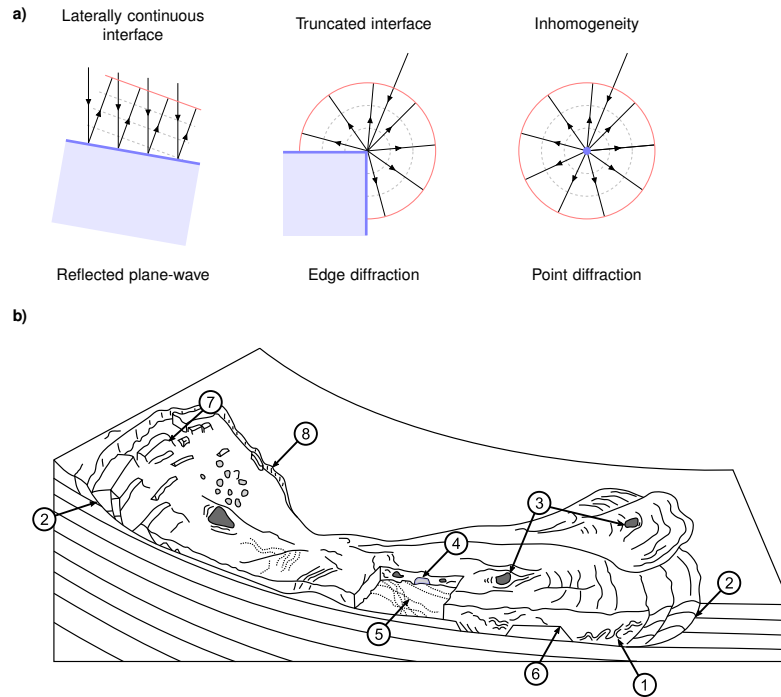 a)
Laterally continuous
interface
Truncated interface
Inhomogeneity
Reflected plane-wave
Edge diffraction
Point diffraction
b)
7
8
2
3
4
2
5
6
1